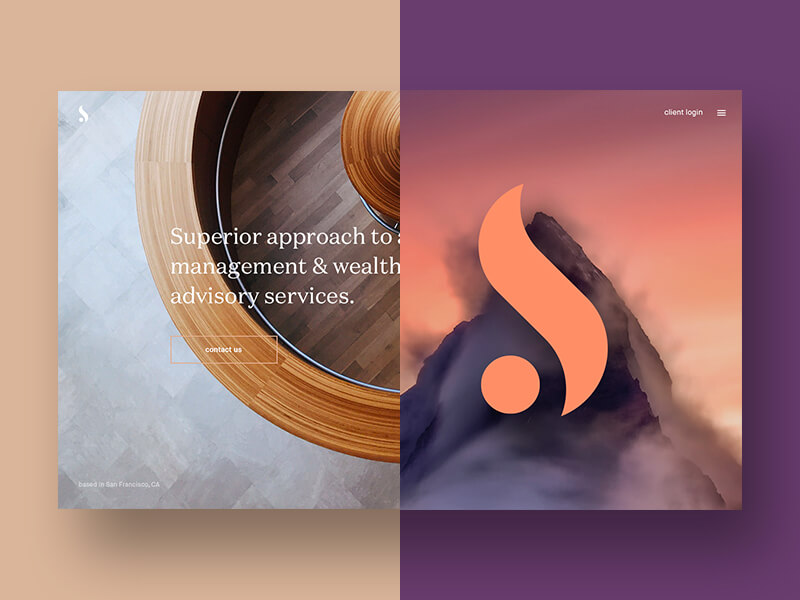 client login
Superior approach to
management & wealth
advisory services.
contact us
based in San Francisco, CA